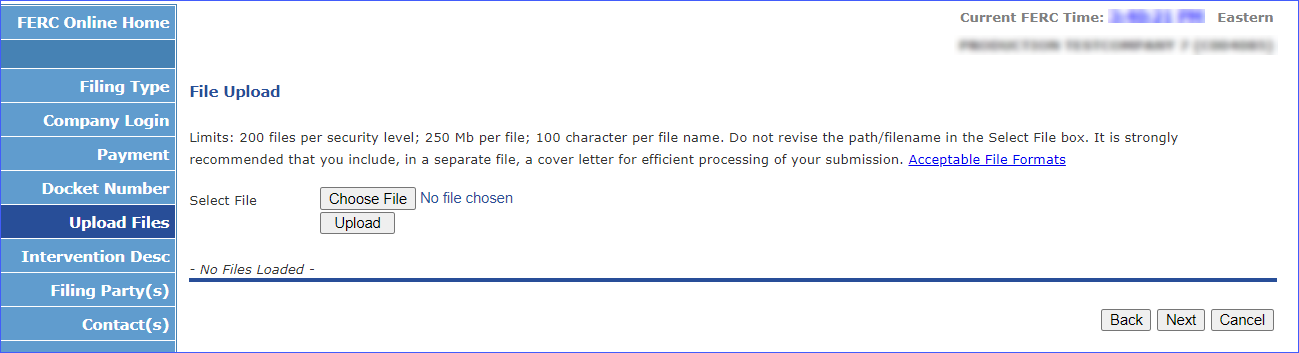 FERC Online Home
Current FERC Time: Eastern
Filing Type
Company Login
Payment
Docket Number
Upload Files
Intervention Desc
Filing Party(s)
Contact(s)
File Upload
Limits: 200 files per security level; 250 Mb per file; 100 character per file name. Do not revise the path/filename in the Select File box. It is strongly
recommended that you include, in a separate file, a cover letter for efficient processing of your submission. Acceptable File Formats
Select File Choose File No file chosen
Upload
- No Files Loaded -
Back Next Cancel